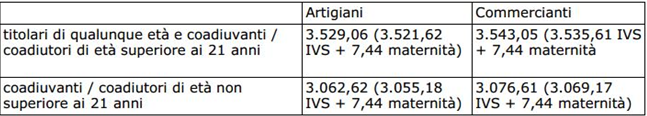 Artigiani
Commercianti
titolari di qualunque età e coadiuvanti /
coadiutori di età superiore ai 21 anni
3.529,06 (3.521,62
IVS + 7,44 maternità)
3.543,05 (3.535,61 IVS
+ 7,44 maternità
coadiuvanti / coadiutori di età non
superiore ai 21 anni
3.062,62 (3.055,18
IVS + 7,44 maternità)
3.076,61 (3.069,17
IVS + 7,44 maternità)